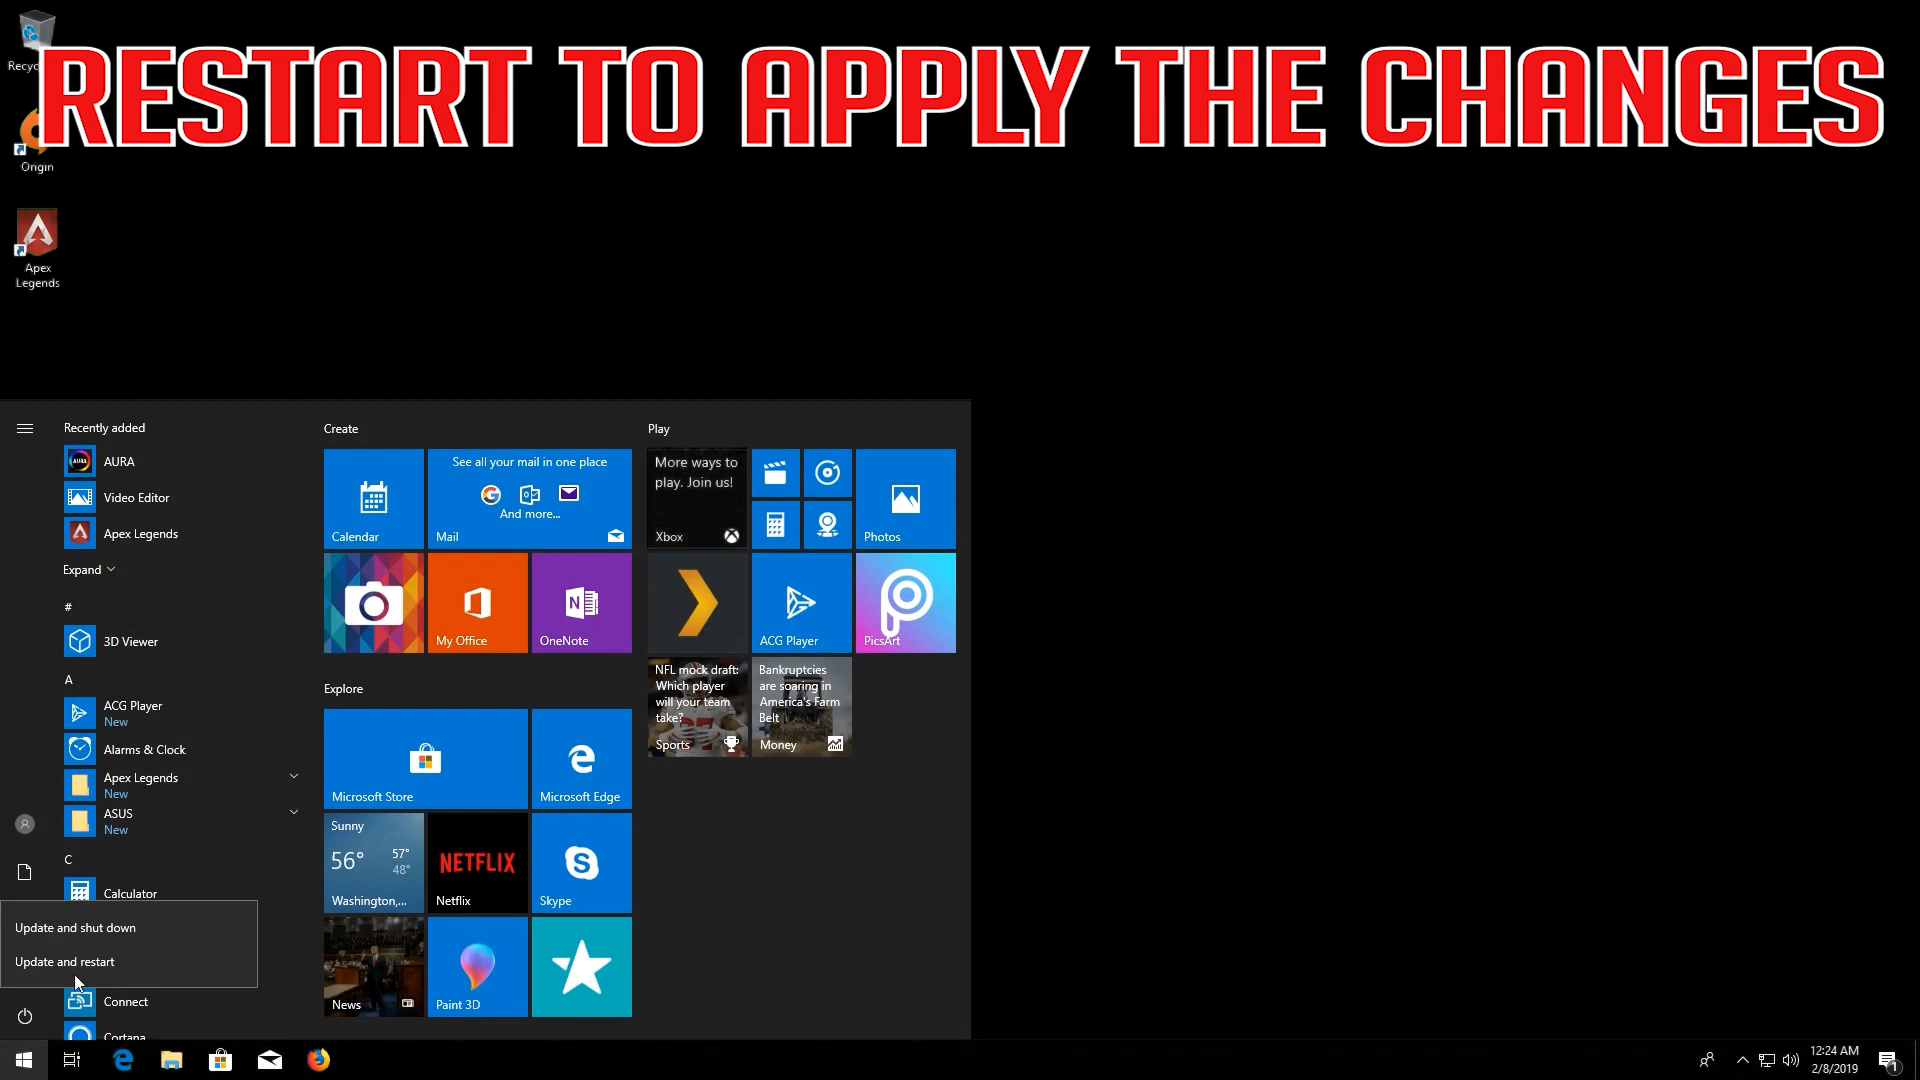 RESTART TO APPLY THE CHANGES
Origin
Apex
Legends
Recently added
AURA
Video Editor
Apex Legends
Expand
#
3D Viewer
A
ACG Player
New
Alarms & Clock
Apex Legends
New
ASUS
New
C
Calculator
Update and shut down
Update and restart
Connect
Cortana
Create
Calendar
See all your mail in one place
And more...
Mail
My Office
OneNote
Explore
Microsoft Store
Microsoft Edge
Sunny
56°
57°
48°
Washington,...
NETFLIX
Netflix
Skype
News
Paint 3D
Play
More ways to
play. Join us!
Xbox
Photos
ACG Player
PicsArt
NFL mock draft:
Which player
will your team
take?
Sports
Bankruptcies
are soaring in
America's Farm
Belt
Money
12:24 AM
2/8/2019
1